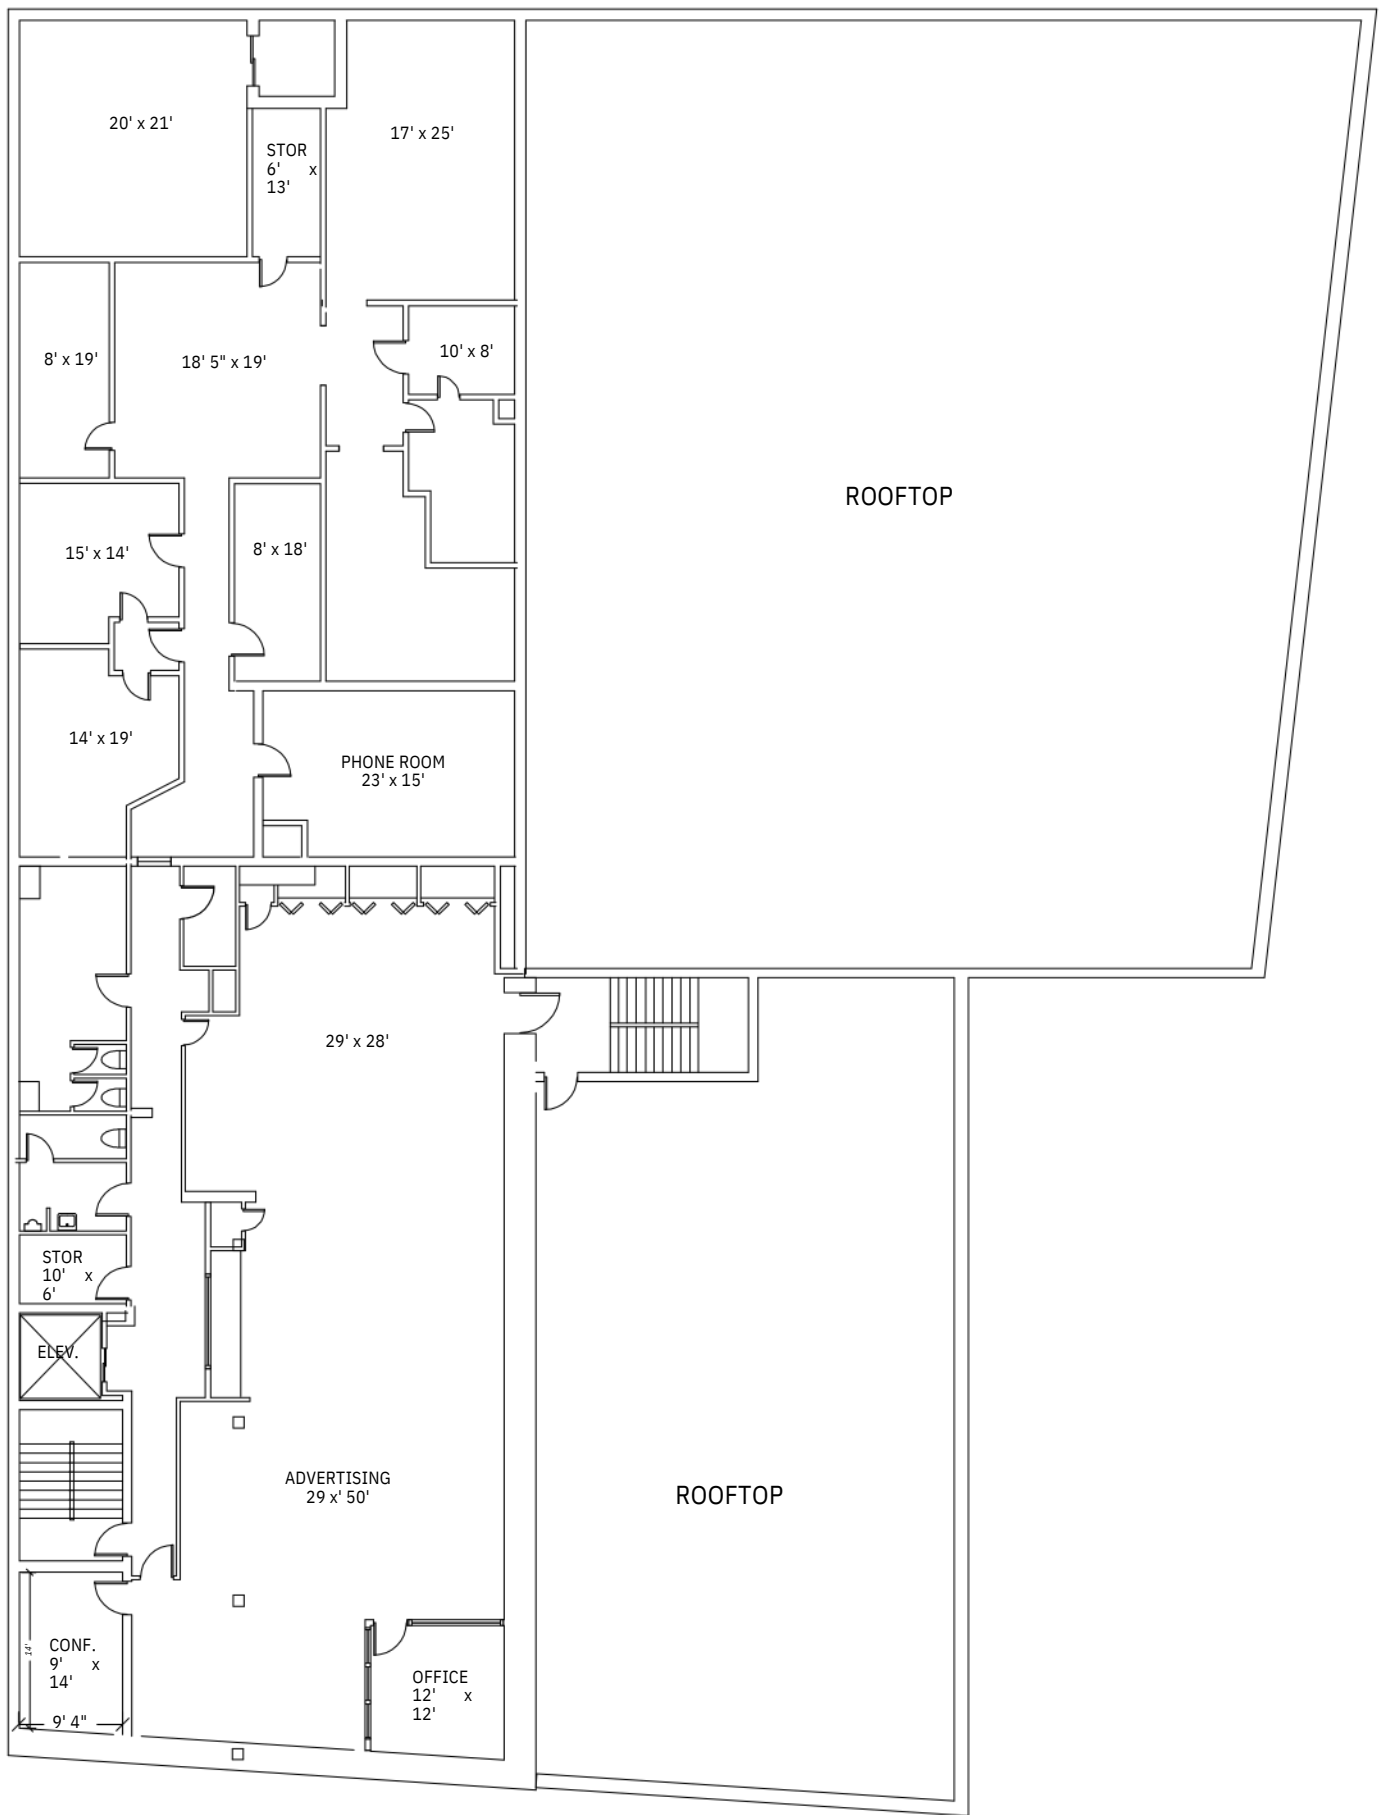 20' x 21'
STOR
6' x
13'
17' x 25'
8' x 19'
18' 5" x 19'
10' x 8'
ROOFTOP
15' x 14'
8' x 18'
14' x 19'
PHONE ROOM
23' x 15'
29' x 28'
STOR
10' x
6'
ELEV.
ADVERTISING
29 x' 50'
ROOFTOP
14'
CONF.
9' x
14'
OFFICE
12' x
12'
9' 4"